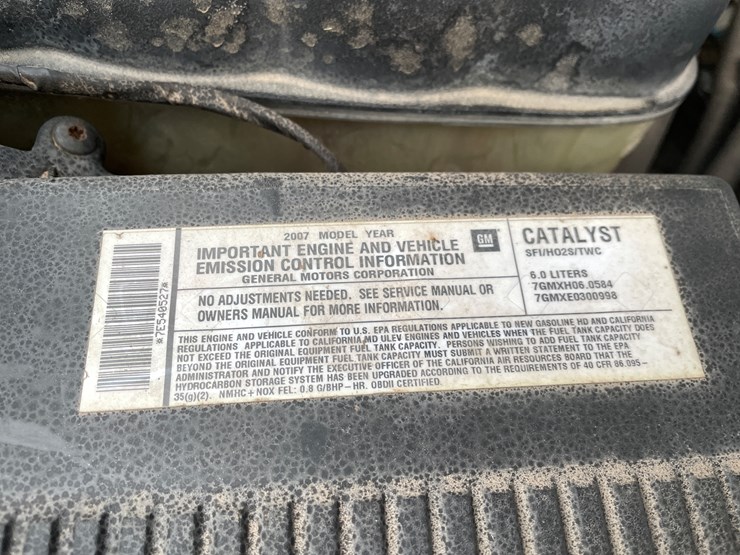 2007 MODEL YEAR
IMPORTANT ENGINE AND VEHICLE
EMISSION CONTROL INFORMATION
GENERAL MOTORS CORPORATION
GM
CATALYST
SFI/HO2S/TWC
6.0 LITERS
7GMXH06.0584
7GMXE0300998
NO ADJUSTMENTS NEEDED. SEE SERVICE MANUAL OR
OWNERS MANUAL FOR MORE INFORMATION.
THIS ENGINE AND VEHICLE CONFORM TO U.S. EPA REGULATIONS APPLICABLE TO NEW GASOLINE HD AND CALIFORNIA
REGULATIONS APPLICABLE TO CALIFORNIA MD ULEV ENGINES AND VEHICLES WHEN THE FUEL TANK CAPACITY DOES
NOT EXCEED THE ORIGINAL EQUIPMENT FUEL TANK CAPACITY. PERSONS WISHING TO ADD FUEL TANK CAPACITY
BEYOND THE ORIGINAL EQUIPMENT FUEL TANK CAPACITY MUST SUBMIT A WRITTEN STATEMENT TO THE EPA
ADMINISTRATOR AND NOTIFY THE EXECUTIVE OFFICER OF THE CALIFORNIA AIR RESOURCES BOARD THAT THE
HYDROCARBON STORAGE SYSTEM HAS BEEN UPGRADED ACCORDING TO THE REQUIREMENTS OF 40 CFR 86.095-
35(g)(2). NMHC+NOX FEL: 0.8 G/BHP-HR. OBDII CERTIFIED.
*7E540527*